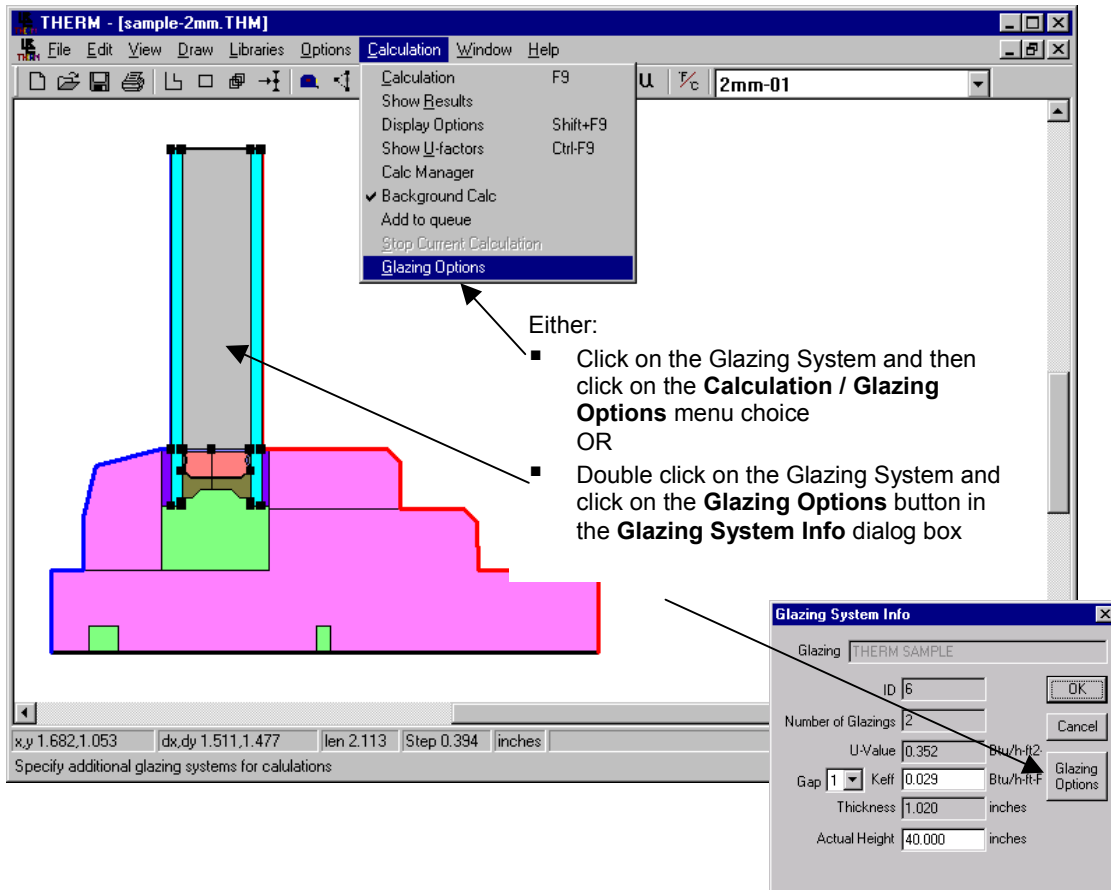 THERM - [sample-2mm.THM]
File Edit View Draw Libraries Options Calculation Window Help
U °F/°C 2mm-01
Calculation F9
Show Results
Display Options Shift+F9
Show U-factors Ctrl-F9
Calc Manager
✔ Background Calc
Add to queue
Stop Current Calculation
Glazing Options
Either:
▪ Click on the Glazing System and then
click on the Calculation / Glazing
Options menu choice
OR
▪ Double click on the Glazing System and
click on the Glazing Options button in
the Glazing System Info dialog box
x,y 1.682,1.053 dx,dy 1.511,1.477 len 2.113 Step 0.394 inches
Specify additional glazing systems for calulations
Glazing System Info
Glazing THERM SAMPLE
ID 6 OK
Number of Glazings 2 Cancel
U-Value 0.352 Btu/h-ft2-
Gap 1 Keff 0.029 Btu/h-ft-F
Glazing
Options
Thickness 1.020 inches
Actual Height 40.000 inches